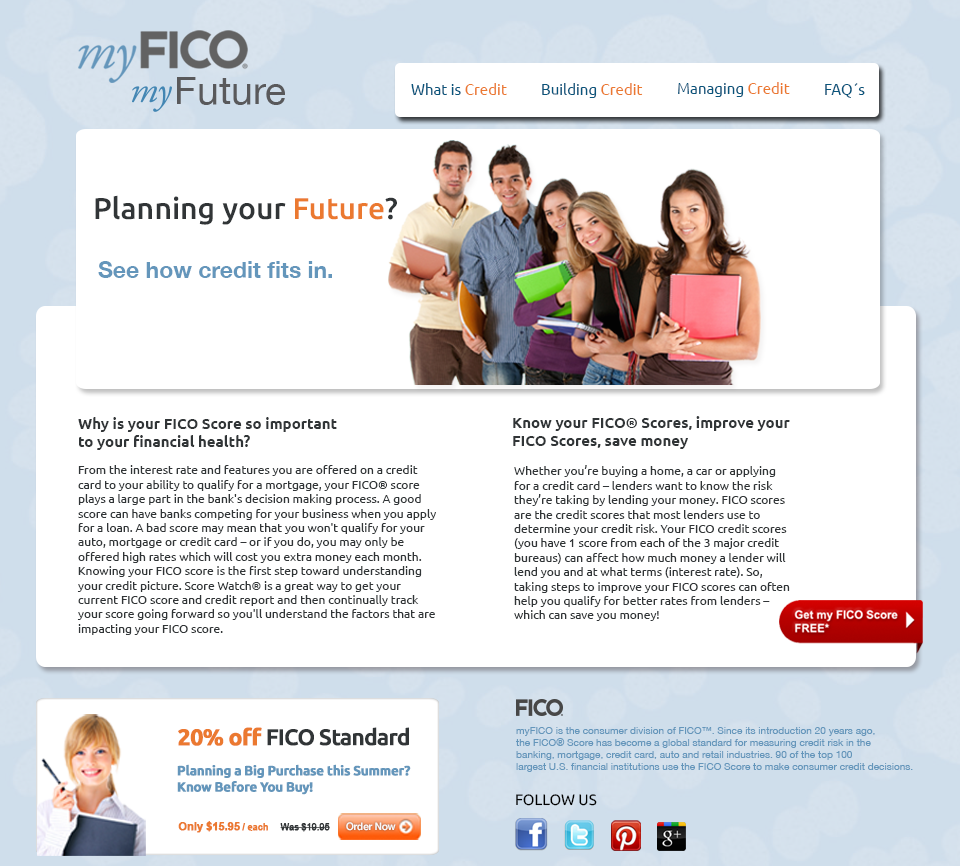 myFICO.
myFuture
What is Credit
Building Credit
Managing Credit
FAQ´s
Planning your Future?
See how credit fits in.
Why is your FICO Score so important
to your financial health?
From the interest rate and features you are offered on a credit
card to your ability to qualify for a mortgage, your FICO® score
plays a large part in the bank's decision making process. A good
score can have banks competing for your business when you apply
for a loan. A bad score may mean that you won't qualify for your
auto, mortgage or credit card – or if you do, you may only be
offered high rates which will cost you extra money each month.
Knowing your FICO score is the first step toward understanding
your credit picture. Score Watch® is a great way to get your
current FICO score and credit report and then continually track
your score going forward so you'll understand the factors that are
impacting your FICO score.
Know your FICO® Scores, improve your
FICO Scores, save money
Whether you’re buying a home, a car or applying
for a credit card – lenders want to know the risk
they’re taking by lending your money. FICO scores
are the credit scores that most lenders use to
determine your credit risk. Your FICO credit scores
(you have 1 score from each of the 3 major credit
bureaus) can affect how much money a lender will
lend you and at what terms (interest rate). So,
taking steps to improve your FICO scores can often
help you qualify for better rates from lenders –
which can save you money!
Get my FICO Score
FREE*
20% off FICO Standard
Planning a Big Purchase this Summer?
Know Before You Buy!
Only $15.95 / each Was $19.95 Order Now
FICO.
myFICO is the consumer division of FICO™. Since its introduction 20 years ago,
the FICO® Score has become a global standard for measuring credit risk in the
banking, mortgage, credit card, auto and retail industries. 90 of the top 100
largest U.S. financial institutions use the FICO Score to make consumer credit decisions.
FOLLOW US
f t p g+